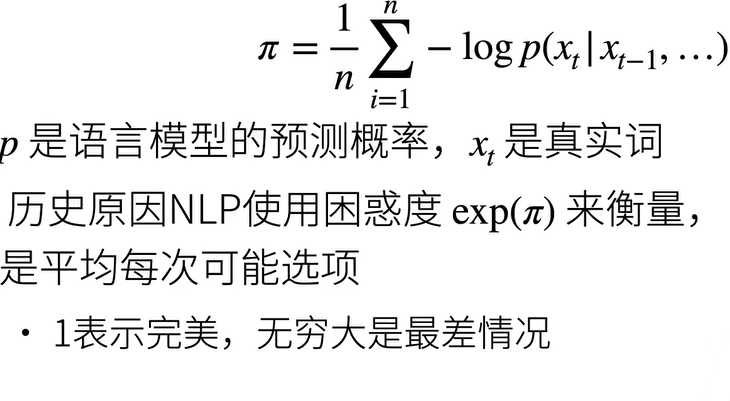 π = 1/n ∑_{i=1}^{n} − log p(x_t|x_{t−1}, …)
p 是语言模型的预测概率，x_t 是真实词
历史原因NLP使用困惑度 exp(π) 来衡量，
是平均每次可能选项
• 1表示完美，无穷大是最差情况